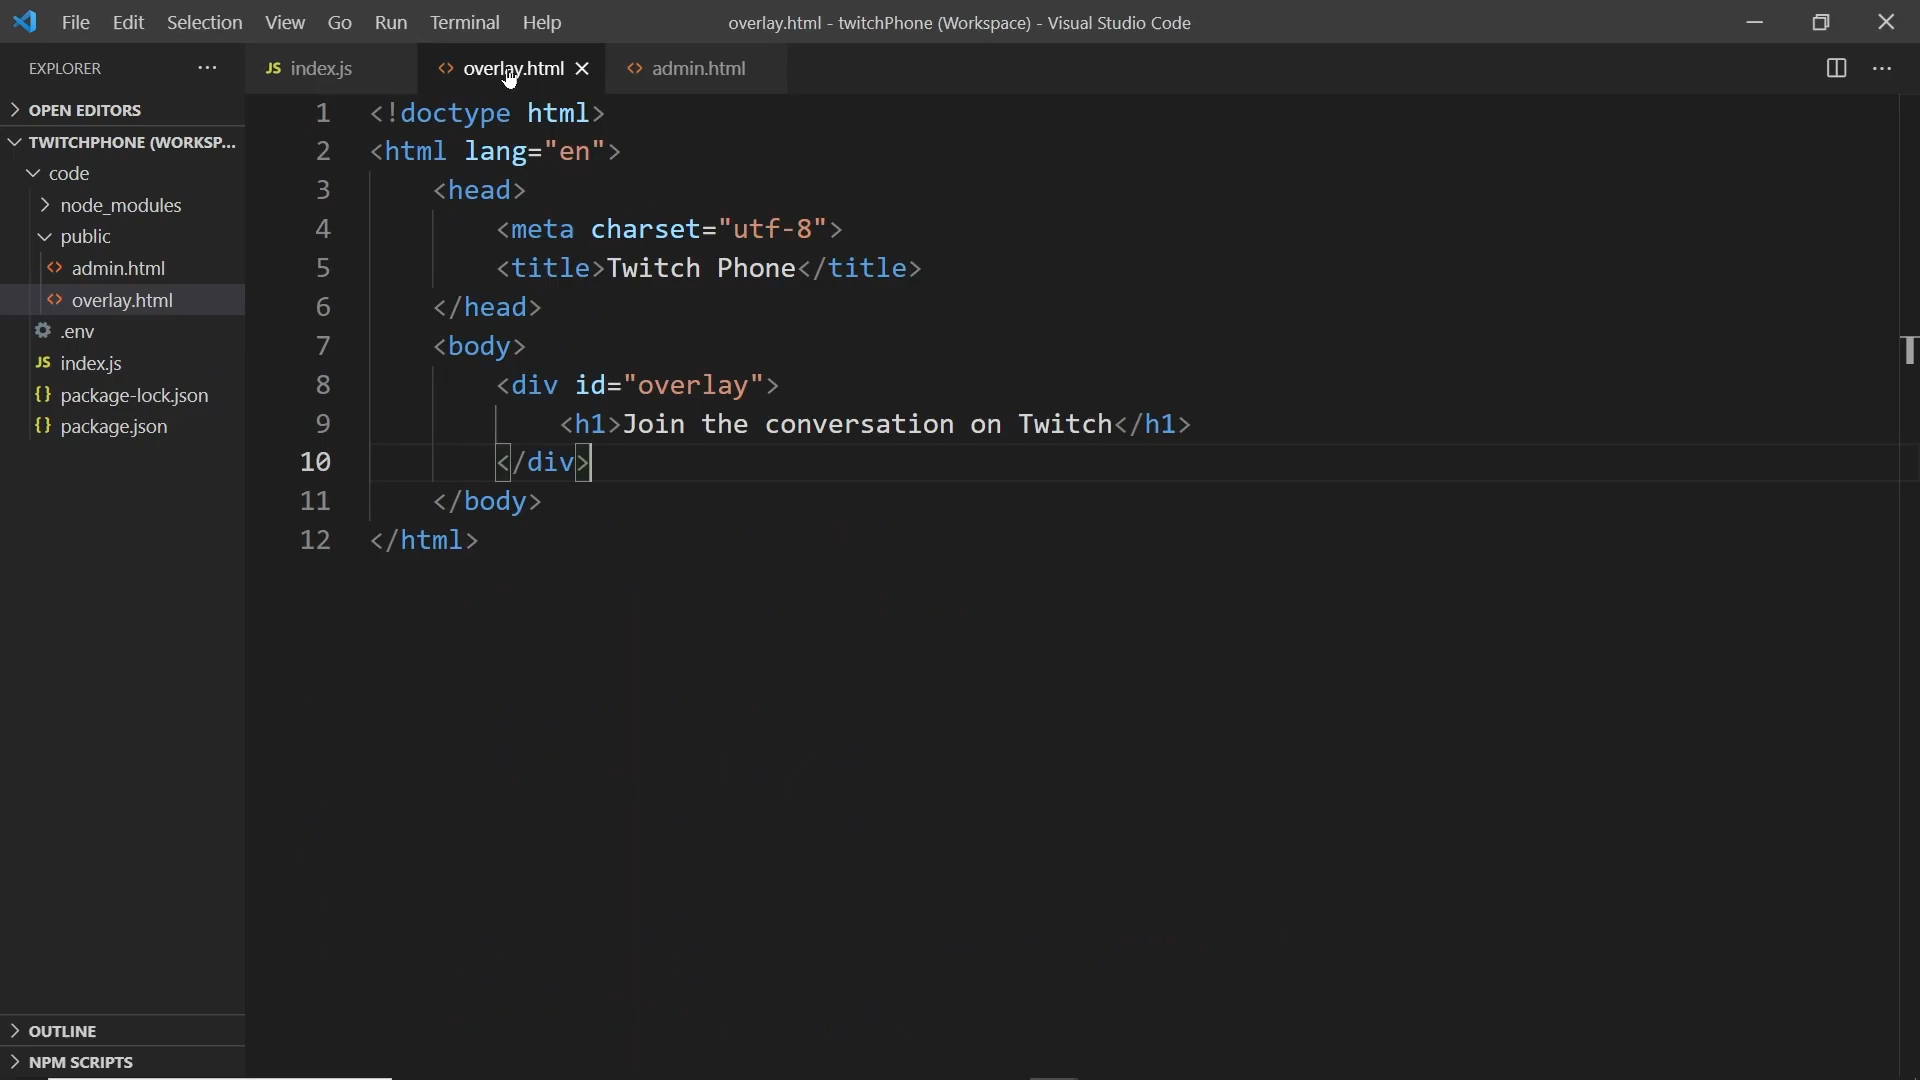 File Edit Selection View Go Run Terminal Help
overlay.html - twitchPhone (Workspace) - Visual Studio Code
EXPLORER
JS index.js
<> overlay.html
<> admin.html
OPEN EDITORS
TWITCHPHONE (WORKSP...
code
node_modules
public
<> admin.html
<> overlay.html
.env
JS index.js
{} package-lock.json
{} package.json
OUTLINE
NPM SCRIPTS
1 <!doctype html>
2 <html lang="en">
3 <head>
4 <meta charset="utf-8">
5 <title>Twitch Phone</title>
6 </head>
7 <body>
8 <div id="overlay">
9 <h1>Join the conversation on Twitch</h1>
10 </div>
11 </body>
12 </html>